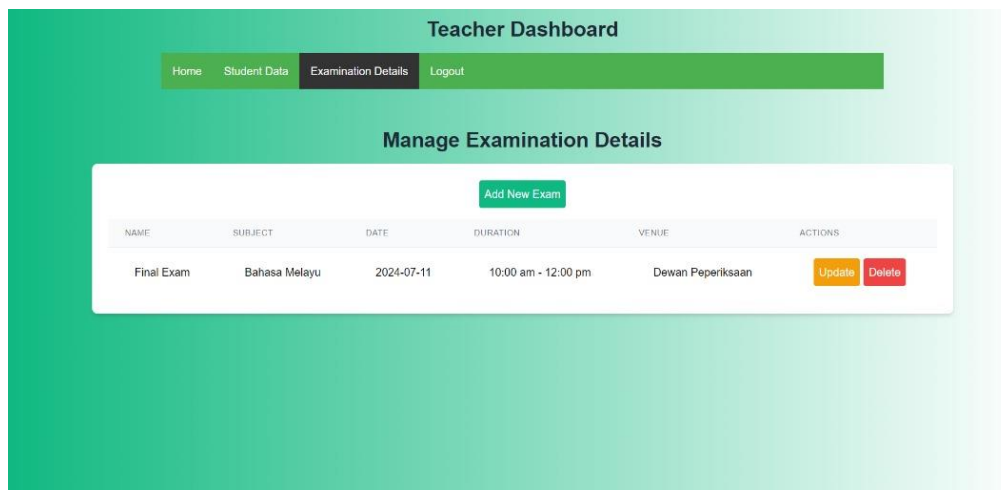 Teacher Dashboard
Home Student Data Examination Details Logout
Manage Examination Details
Add New Exam
NAME SUBJECT DATE DURATION VENUE ACTIONS
Final Exam Bahasa Melayu 2024-07-11 10:00 am - 12:00 pm Dewan Peperiksaan Update Delete